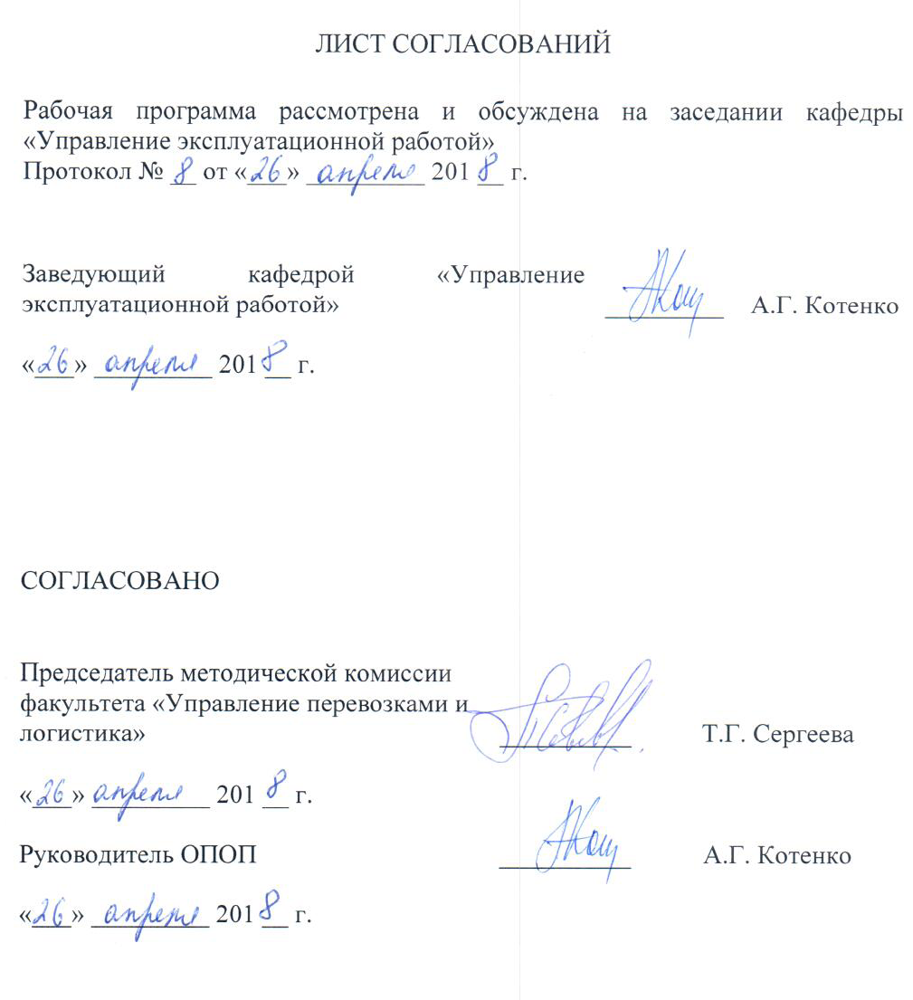 ЛИСТ СОГЛАСОВАНИЙ
Рабочая программа рассмотрена и обсуждена на заседании кафедры
«Управление эксплуатационной работой»
Протокол № 8 от «26» апреля 2018 г.
Заведующий кафедрой «Управление
эксплуатационной работой» А.Г. Котенко
«26» апреля 2018 г.
СОГЛАСОВАНО
Председатель методической комиссии
факультета «Управление перевозками и
логистика» Т.Г. Сергеева
«26» апреля 2018 г.
Руководитель ОПОП А.Г. Котенко
«26» апреля 2018 г.